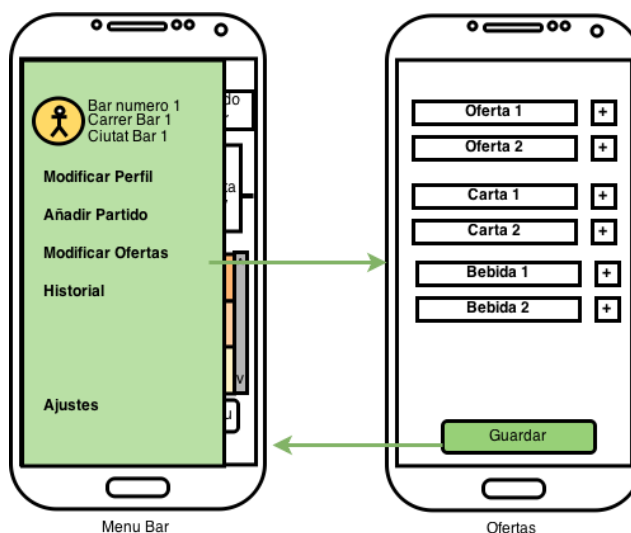 Bar numero 1
Carrer Bar 1
Ciutat Bar 1
Modificar Perfil
Añadir Partido
Modificar Ofertas
Historial
Ajustes
Menu Bar
Oferta 1 +
Oferta 2 +
Carta 1 +
Carta 2 +
Bebida 1 +
Bebida 2 +
Guardar
Ofertas